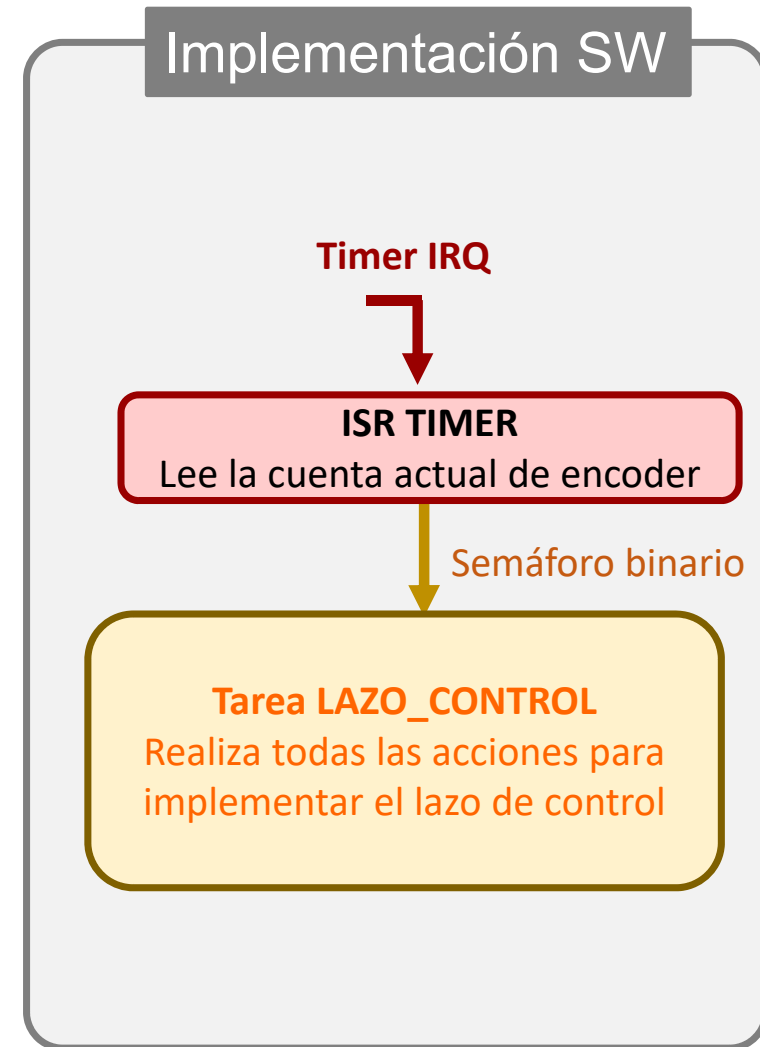 Implementación SW
Timer IRQ
ISR TIMER
Lee la cuenta actual de encoder
Semáforo binario
Tarea LAZO_CONTROL
Realiza todas las acciones para
implementar el lazo de control